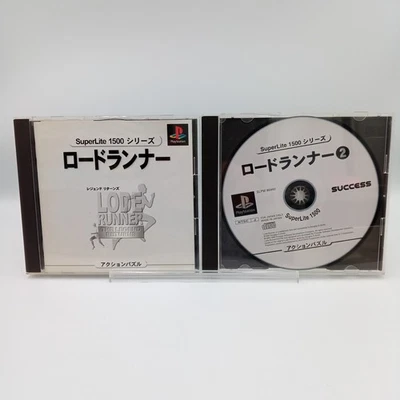 SuperLite 1500 シリーズ
PlayStation
ロードランナー
レジェンド リターンズ
LODE
RUNNER
アクションパズル
SuperLite 1500 シリーズ
ロードランナー2
SUCCESS
PlayStation
SuperLite 1500
アクションパズル